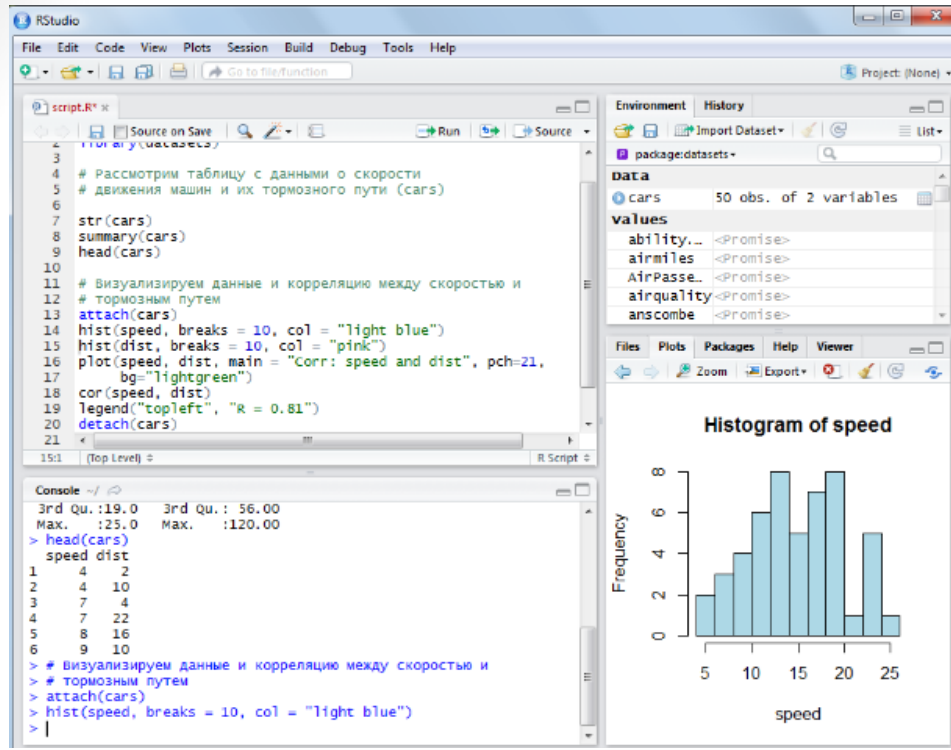 RStudio
File Edit Code View Plots Session Build Debug Tools Help
Go to file/function
Project: (None)
script.R*
Source on Save
Run
Source
2 library(datasets)
3
4 # Рассмотрим таблицу с данными о скорости
5 # движения машин и их тормозного пути (cars)
6
7 str(cars)
8 summary(cars)
9 head(cars)
10
11 # Визуализируем данные и корреляцию между скоростью и
12 # тормозным путем
13 attach(cars)
14 hist(speed, breaks = 10, col = "light blue")
15 hist(dist, breaks = 10, col = "pink")
16 plot(speed, dist, main = "Corr: speed and dist", pch=21,
17 bg="lightgreen")
18 cor(speed, dist)
19 legend("topleft", "R = 0.81")
20 detach(cars)
21
15:1 (Top Level) R Script
Console ~/
3rd Qu.:19.0 3rd Qu.: 56.00
Max. :25.0 Max. :120.00
> head(cars)
speed dist
1 4 2
2 4 10
3 7 4
4 7 22
5 8 16
6 9 10
> # Визуализируем данные и корреляцию между скоростью и
> # тормозным путем
> attach(cars)
> hist(speed, breaks = 10, col = "light blue")
>
Environment History
Import Dataset
List
package:datasets
Data
cars 50 obs. of 2 variables
Values
ability.… <Promise>
airmiles <Promise>
AirPasse… <Promise>
airquality <Promise>
anscombe <Promise>
Files Plots Packages Help Viewer
Zoom Export
Histogram of speed
Frequency
8
6
4
2
0
5 10 15 20 25
speed